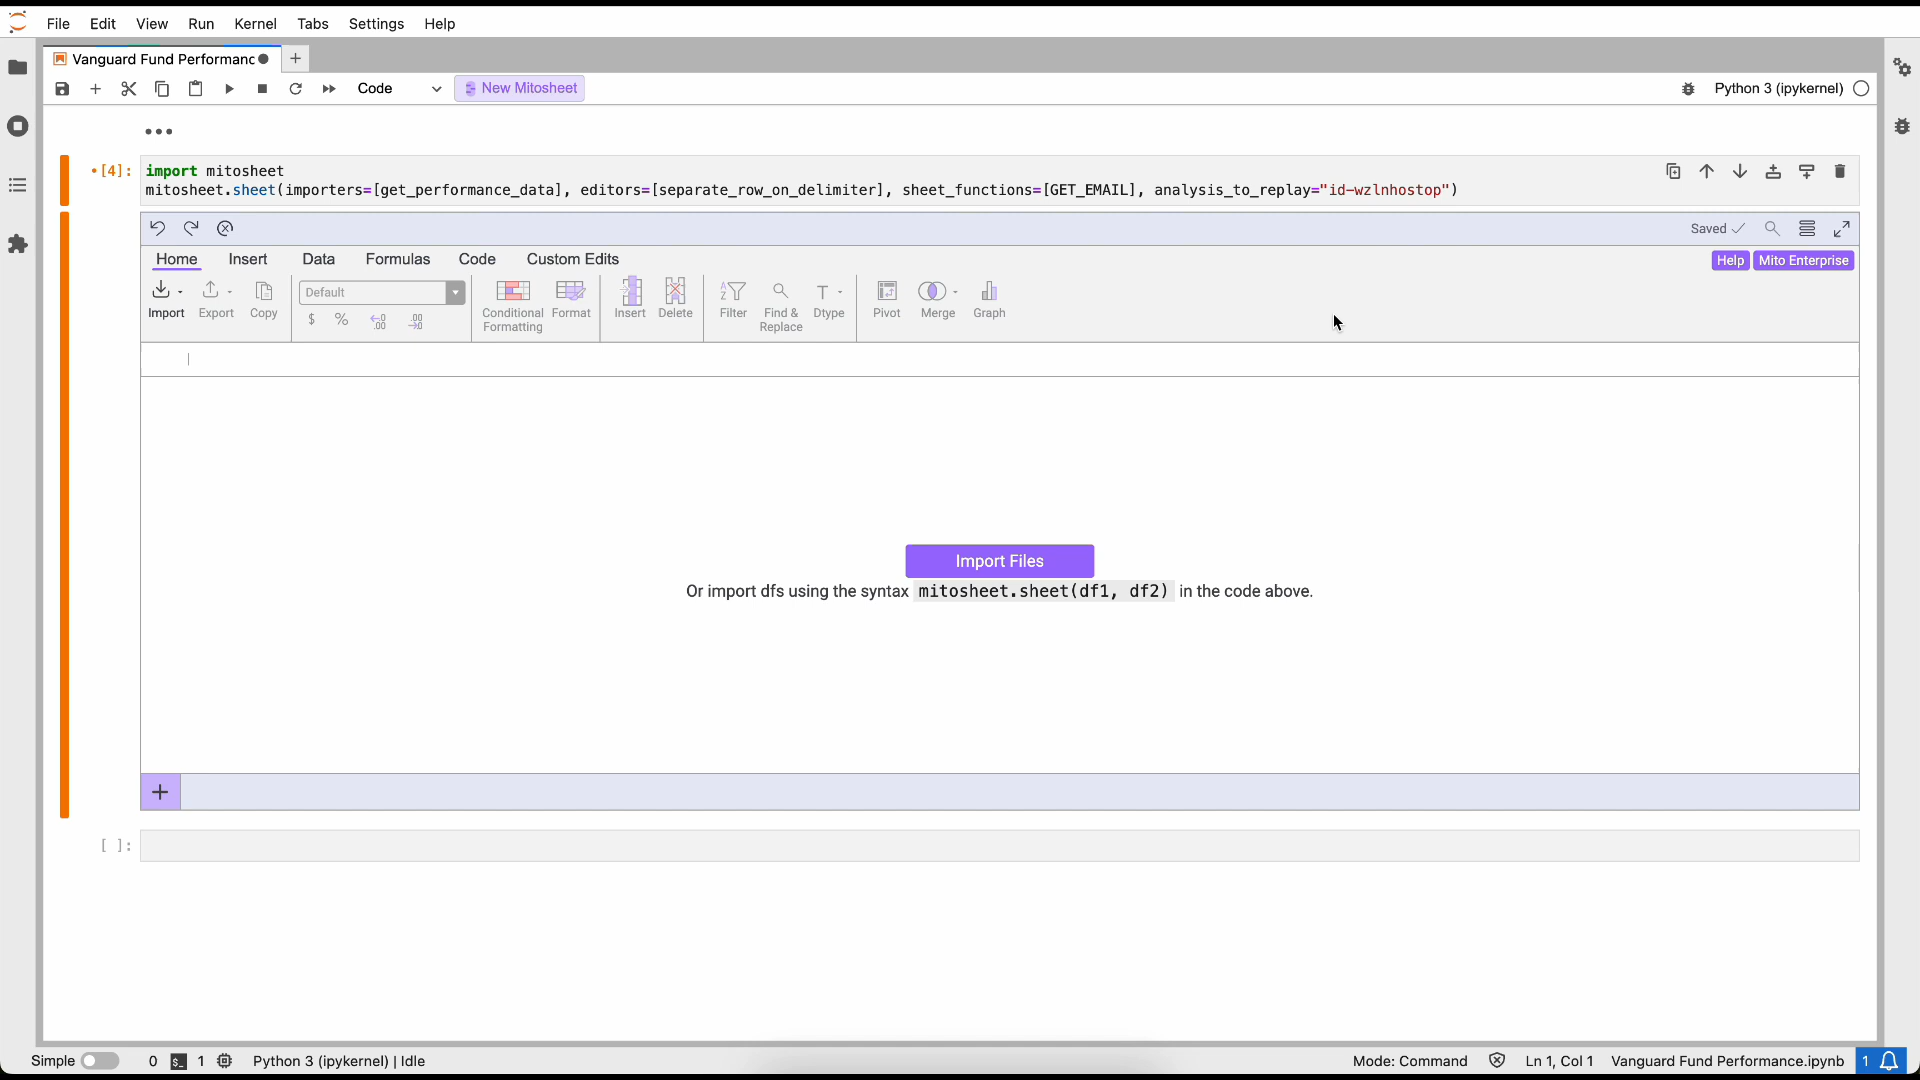 File Edit View Run Kernel Tabs Settings Help
Vanguard Fund Performanc
Code New Mitosheet Python 3 (ipykernel)
•[4]: import mitosheet
mitosheet.sheet(importers=[get_performance_data], editors=[separate_row_on_delimiter], sheet_functions=[GET_EMAIL], analysis_to_replay="id-wzlnhostop")
Saved
Home Insert Data Formulas Code Custom Edits Help Mito Enterprise
Default
Import Export Copy $ % .00 .00 Conditional Formatting Format Insert Delete Filter Find & Replace Dtype Pivot Merge Graph
Import Files
Or import dfs using the syntax mitosheet.sheet(df1, df2) in the code above.
+
[ ]:
Simple 0 $_ 1 Python 3 (ipykernel) | Idle Mode: Command Ln 1, Col 1 Vanguard Fund Performance.ipynb 1